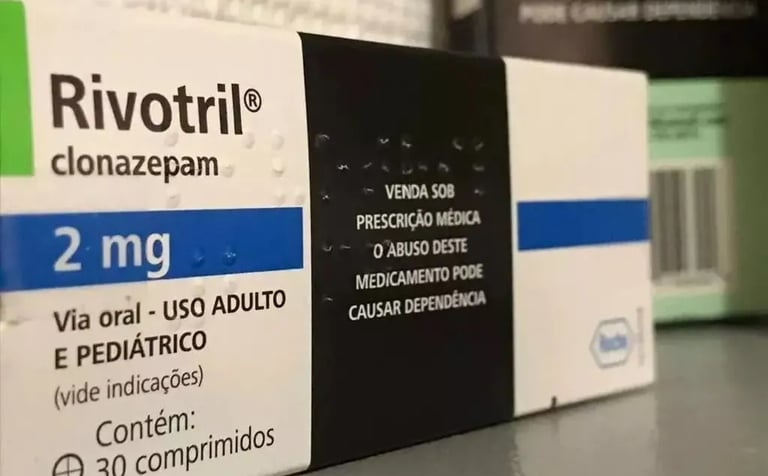 Rivotril®
clonazepam
2 mg
Via oral - USO ADULTO
E PEDIÁTRICO
(vide indicações)
Contém:
30 comprimidos
VENDA SOB
PRESCRIÇÃO MÉDICA
O ABUSO DESTE
MEDICAMENTO PODE
CAUSAR DEPENDÊNCIA
Roche
PODE CAUSAR DEPENDÊNCIA